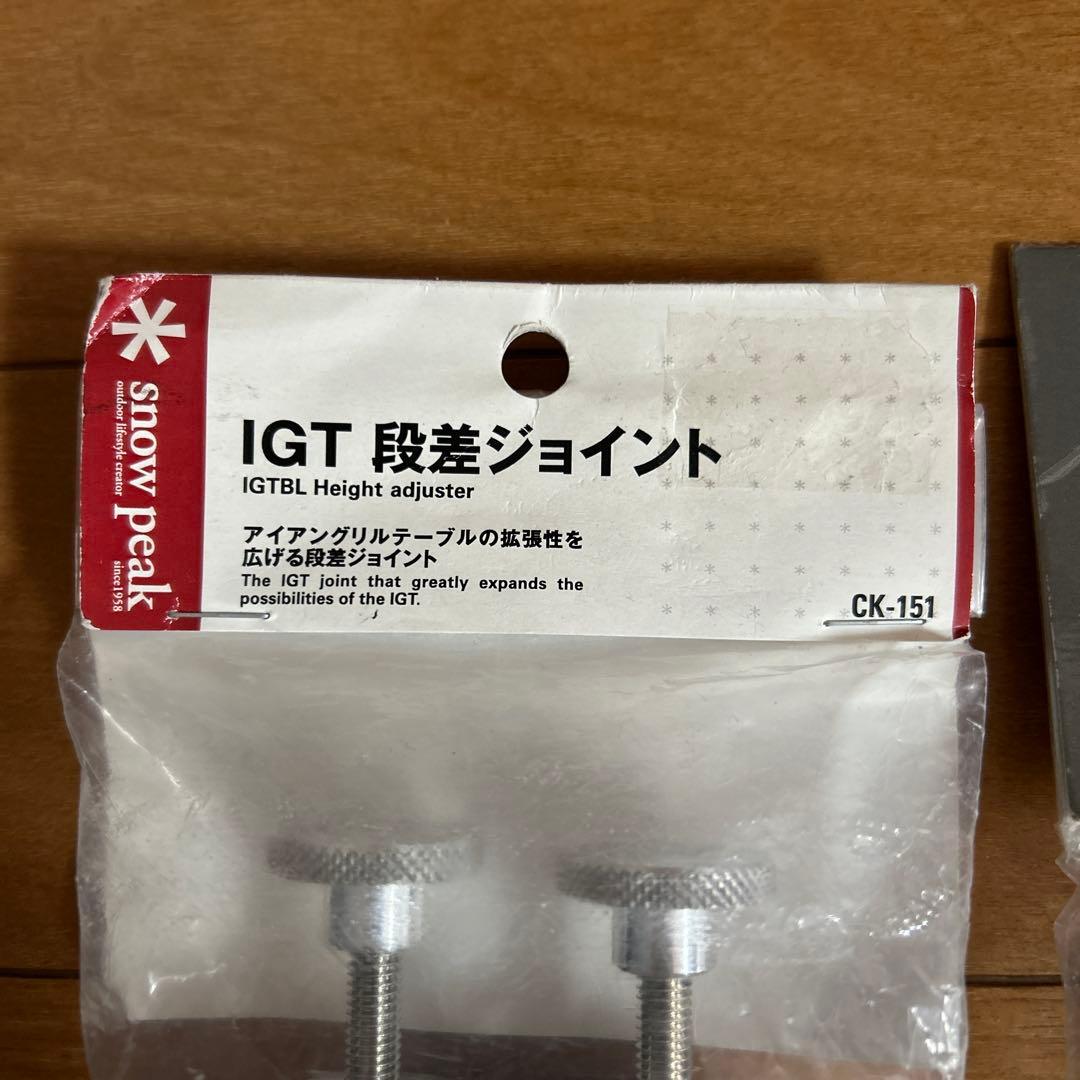 snow peak
outdoor lifestyle creator
since1958
IGT 段差ジョイント
IGTBL Height adjuster
アイアングリルテーブルの拡張性を
広げる段差ジョイント
The IGT joint that greatly expands the
possibilities of the IGT.
CK-151